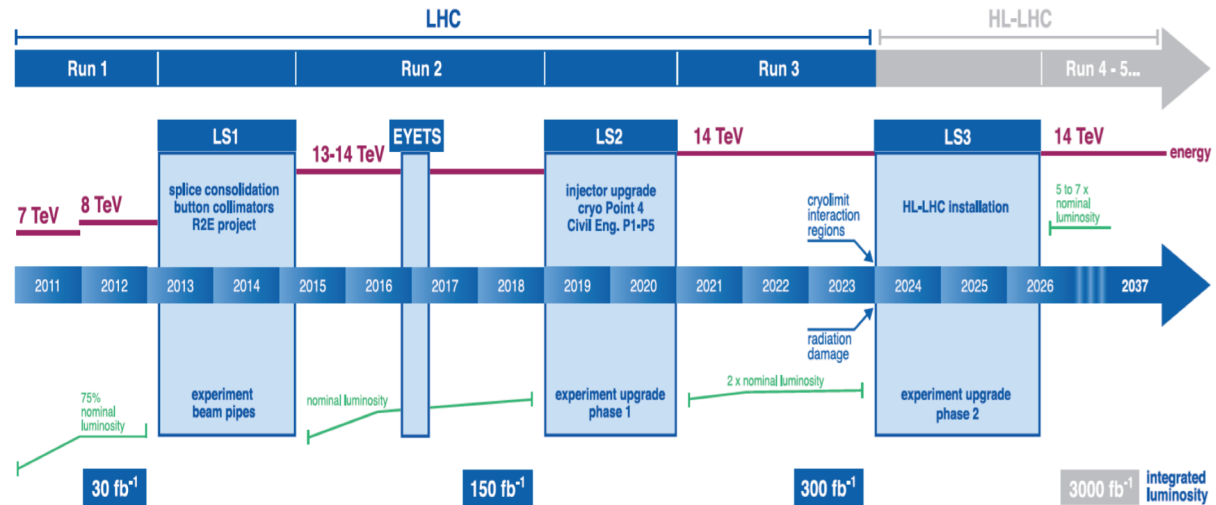 LHC
HL-LHC
Run 1
Run 2
Run 3
Run 4 - 5...
LS1
EYETS
LS2
LS3
13-14 TeV
14 TeV
14 TeV
energy
splice consolidation
button collimators
R2E project
injector upgrade
cryo Point 4
Civil Eng. P1-P5
HL-LHC installation
5 to 7 x
nominal
luminosity
7 TeV
8 TeV
cryolimit
interaction
regions
2011
2012
2013
2014
2015
2016
2017
2018
2019
2020
2021
2022
2023
2024
2025
2026
2037
radiation
damage
75%
nominal
luminosity
experiment
beam pipes
nominal luminosity
experiment upgrade
phase 1
2 x nominal luminosity
experiment upgrade
phase 2
30 fb⁻¹
150 fb⁻¹
300 fb⁻¹
3000 fb⁻¹
integrated
luminosity